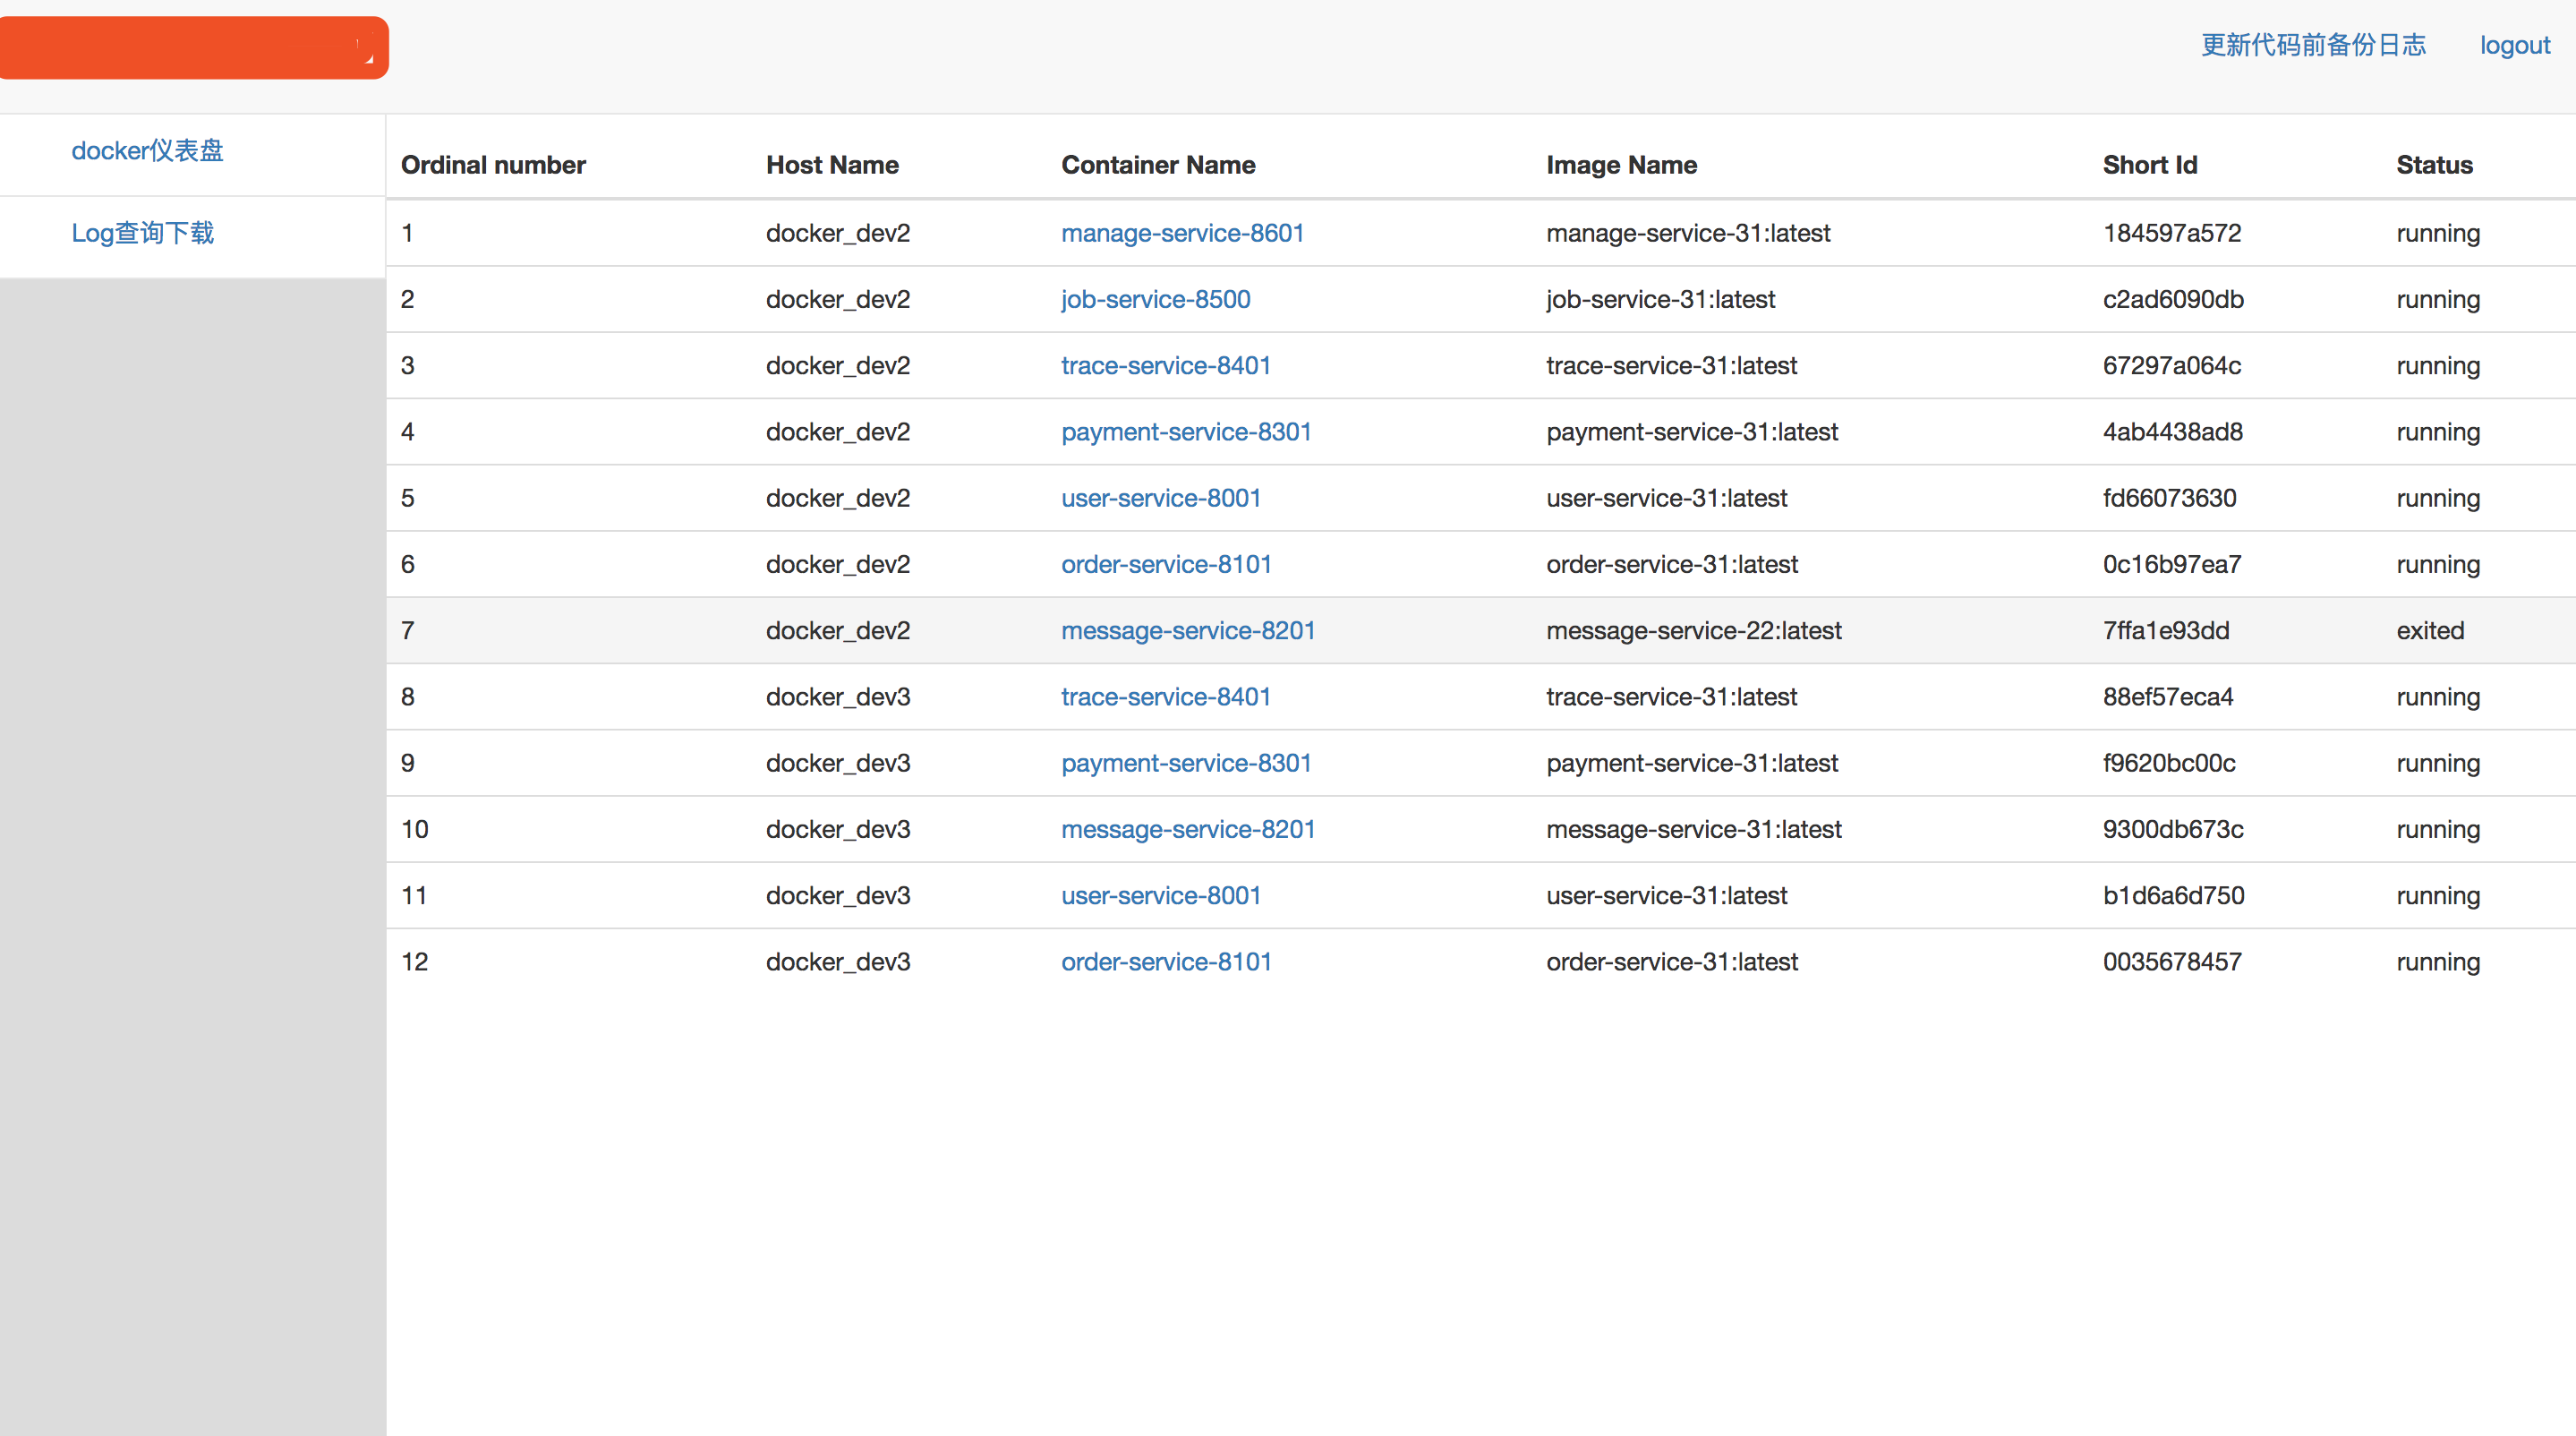 更新代码前备份日志 logout
docker仪表盘
Log查询下载
Ordinal number Host Name Container Name Image Name Short Id Status
1 docker_dev2 manage-service-8601 manage-service-31:latest 184597a572 running
2 docker_dev2 job-service-8500 job-service-31:latest c2ad6090db running
3 docker_dev2 trace-service-8401 trace-service-31:latest 67297a064c running
4 docker_dev2 payment-service-8301 payment-service-31:latest 4ab4438ad8 running
5 docker_dev2 user-service-8001 user-service-31:latest fd66073630 running
6 docker_dev2 order-service-8101 order-service-31:latest 0c16b97ea7 running
7 docker_dev2 message-service-8201 message-service-22:latest 7ffa1e93dd exited
8 docker_dev3 trace-service-8401 trace-service-31:latest 88ef57eca4 running
9 docker_dev3 payment-service-8301 payment-service-31:latest f9620bc00c running
10 docker_dev3 message-service-8201 message-service-31:latest 9300db673c running
11 docker_dev3 user-service-8001 user-service-31:latest b1d6a6d750 running
12 docker_dev3 order-service-8101 order-service-31:latest 0035678457 running